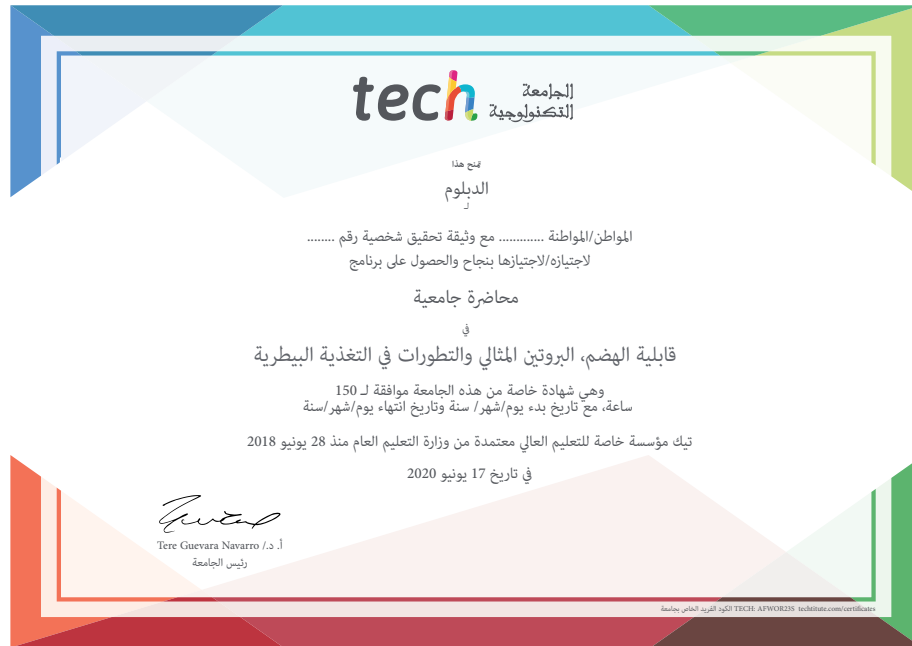 tech الجامعة
التكنولوجية
تمنح هذا
الدبلوم
لـ
المواطن/المواطنة ............. مع وثيقة تحقيق شخصية رقم ........
لاجتيازه/لاجتيازها بنجاح والحصول على برنامج
محاضرة جامعية
في
قابلية الهضم، البروتين المثالي والتطورات في التغذية البيطرية
وهي شهادة خاصة من هذه الجامعة موافقة لـ 150
ساعة، مع تاريخ بدء يوم/شهر/ سنة وتاريخ انتهاء يوم/شهر/سنة
تيك مؤسسة خاصة للتعليم العالي معتمدة من وزارة التعليم العام منذ 28 يونيو 2018
في تاريخ 17 يونيو 2020
أ. د./ Tere Guevara Navarro
رئيس الجامعة
الكود الفريد الخاص بجامعة TECH: AFWOR23S techtitute.com/certificates